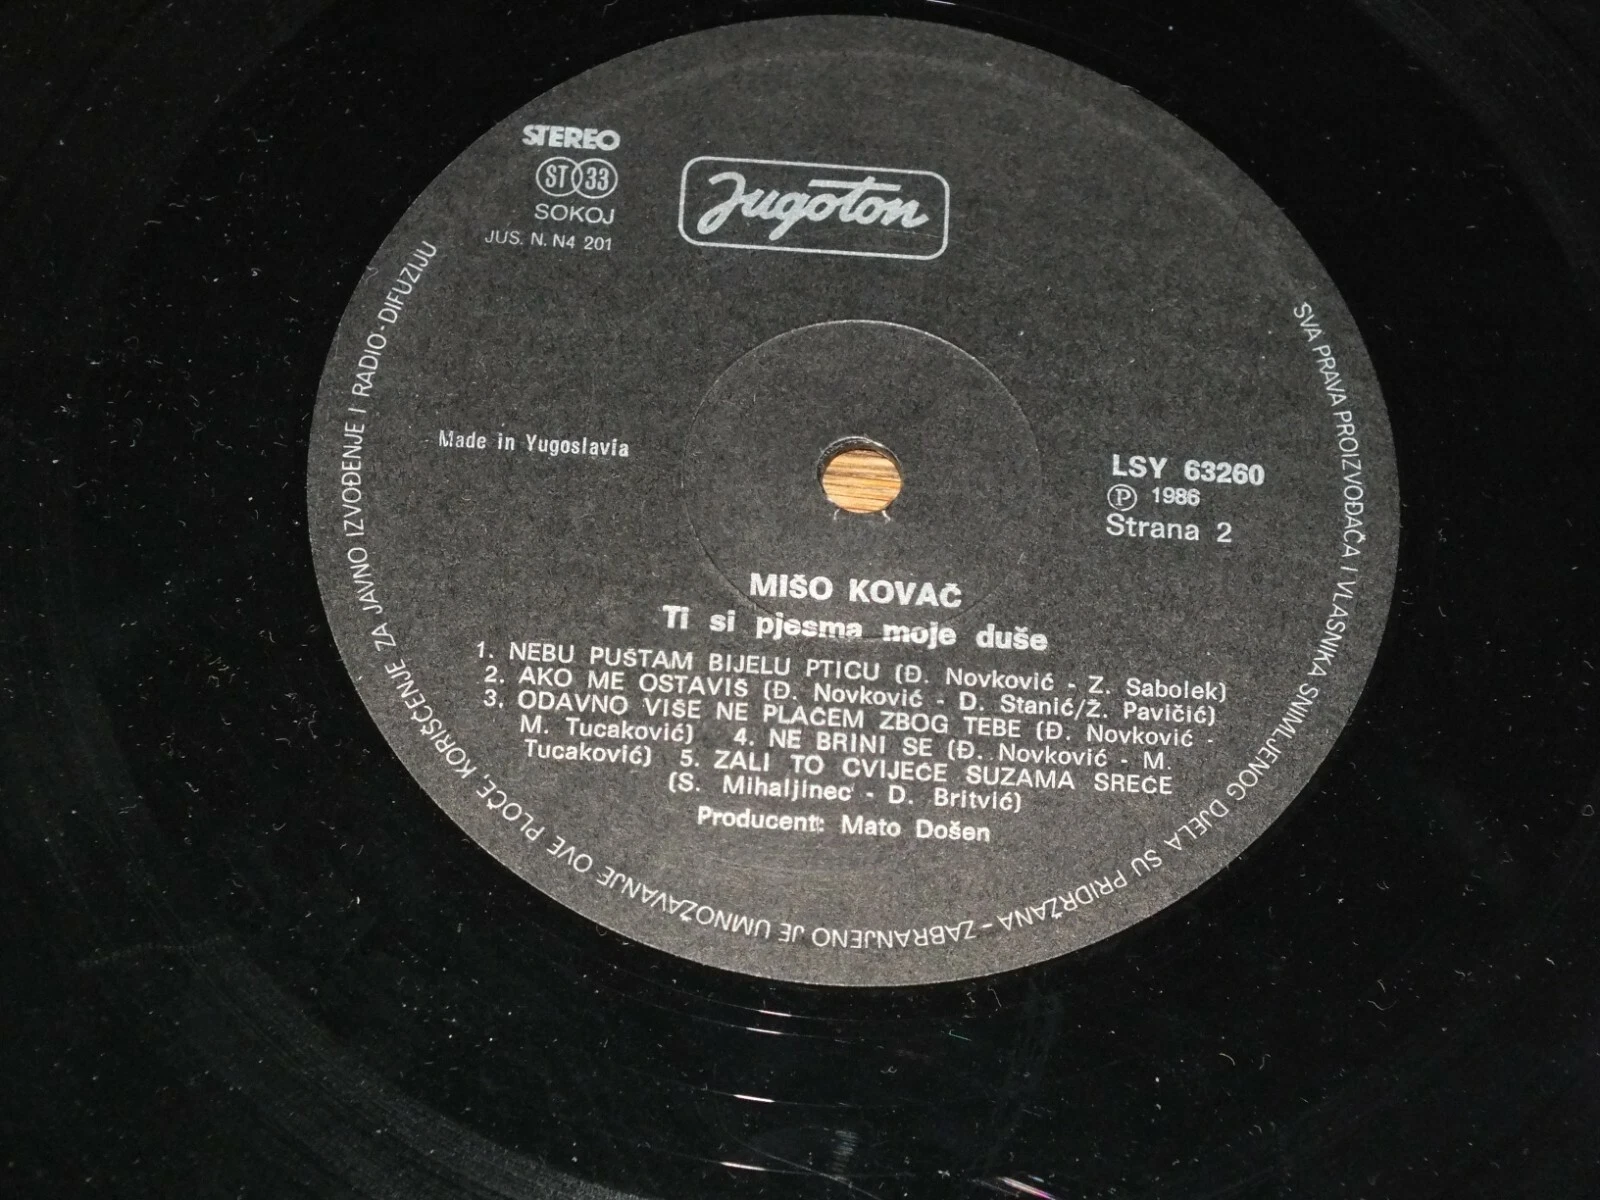 STEREO
ST 33
SOKOJ
JUS. N. N4 201
Jugoton
Made in Yugoslavia
LSY 63260
Ⓟ 1986
Strana 2
MIŠO KOVAČ
Ti si pjesma moje duše
1. NEBU PUŠTAM BIJELU PTICU (Đ. Novković - Z. Sabolek)
2. AKO ME OSTAVIŠ (Đ. Novković - D. Stanić/Ž. Pavičić)
3. ODAVNO VIŠE NE PLAČEM ZBOG TEBE (Đ. Novković -
M. Tucaković) 4. NE BRINI SE (Đ. Novković - M.
Tucaković) 5. ZALI TO CVIJEĆE SUZAMA SREĆE
(S. Mihaljinec - D. Britvić)
Producent: Mato Došen
SVA PRAVA PROIZVOĐAČA I VLASNIKA SNIMLJENOG DJELA SU PRIDRŽANA - ZABRANJENO JE UMNOŽAVANJE OVE PLOČE, KORIŠĆENJE ZA JAVNO IZVOĐENJE I RADIO-DIFUZIJU